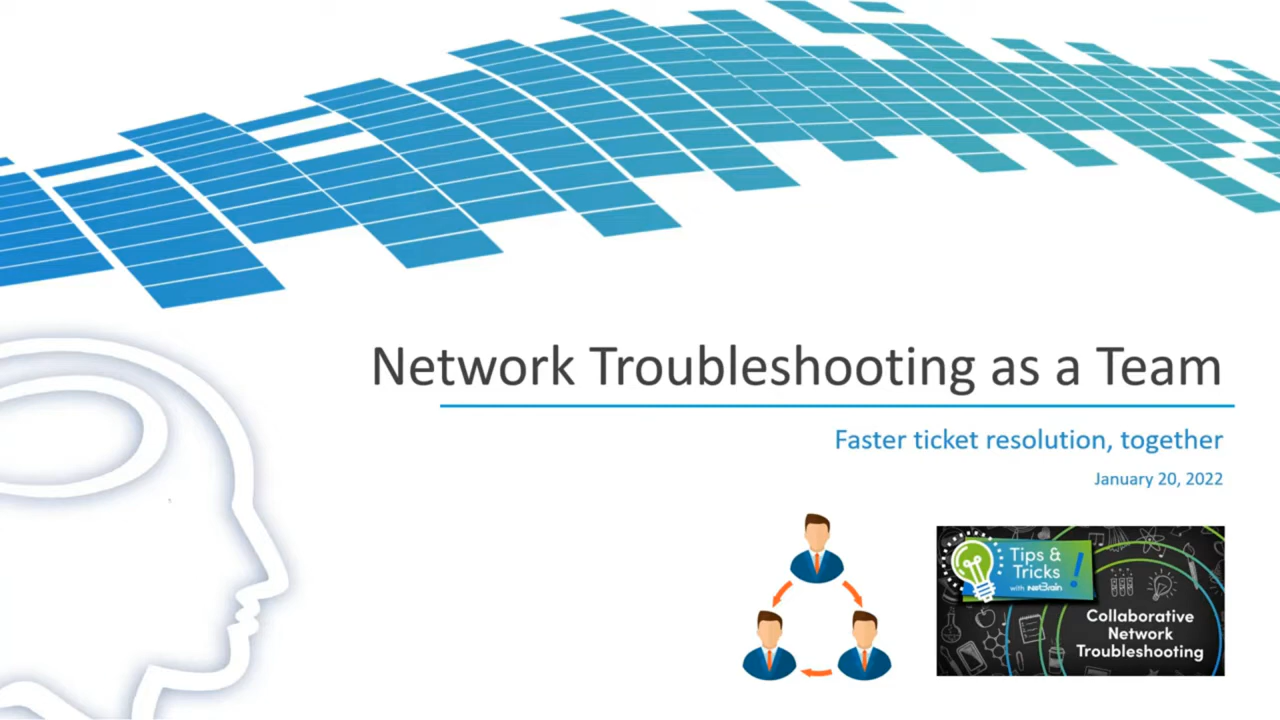 Network Troubleshooting as a Team
Faster ticket resolution, together
January 20, 2022
Tips &
Tricks !
with netBrain
Collaborative
Network
Troubleshooting